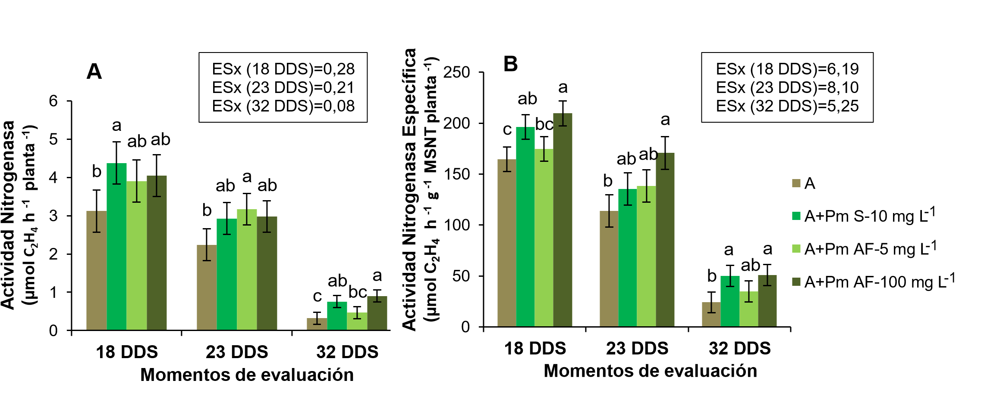 A
ESx (18 DDS)=0,28
ESx (23 DDS)=0,21
ESx (32 DDS)=0,08
Actividad Nitrogenasa
(µmol C₂H₄ h ⁻¹ planta ⁻¹)
6
5
4
3
2
1
0
b
a
ab
ab
b
ab
a
ab
c
ab
bc
a
18 DDS
23 DDS
32 DDS
Momentos de evaluación
B
ESx (18 DDS)=6,19
ESx (23 DDS)=8,10
ESx (32 DDS)=5,25
Actividad Nitrogenasa Específica
(µmol C₂H₄ h ⁻¹ g ⁻¹ MSNT planta ⁻¹)
250
200
150
100
50
0
c
ab
bc
a
b
ab
ab
a
b
a
ab
a
18 DDS
23 DDS
32 DDS
Momentos de evaluación
A
A+Pm S-10 mg L⁻¹
A+Pm AF-5 mg L⁻¹
A+Pm AF-100 mg L⁻¹